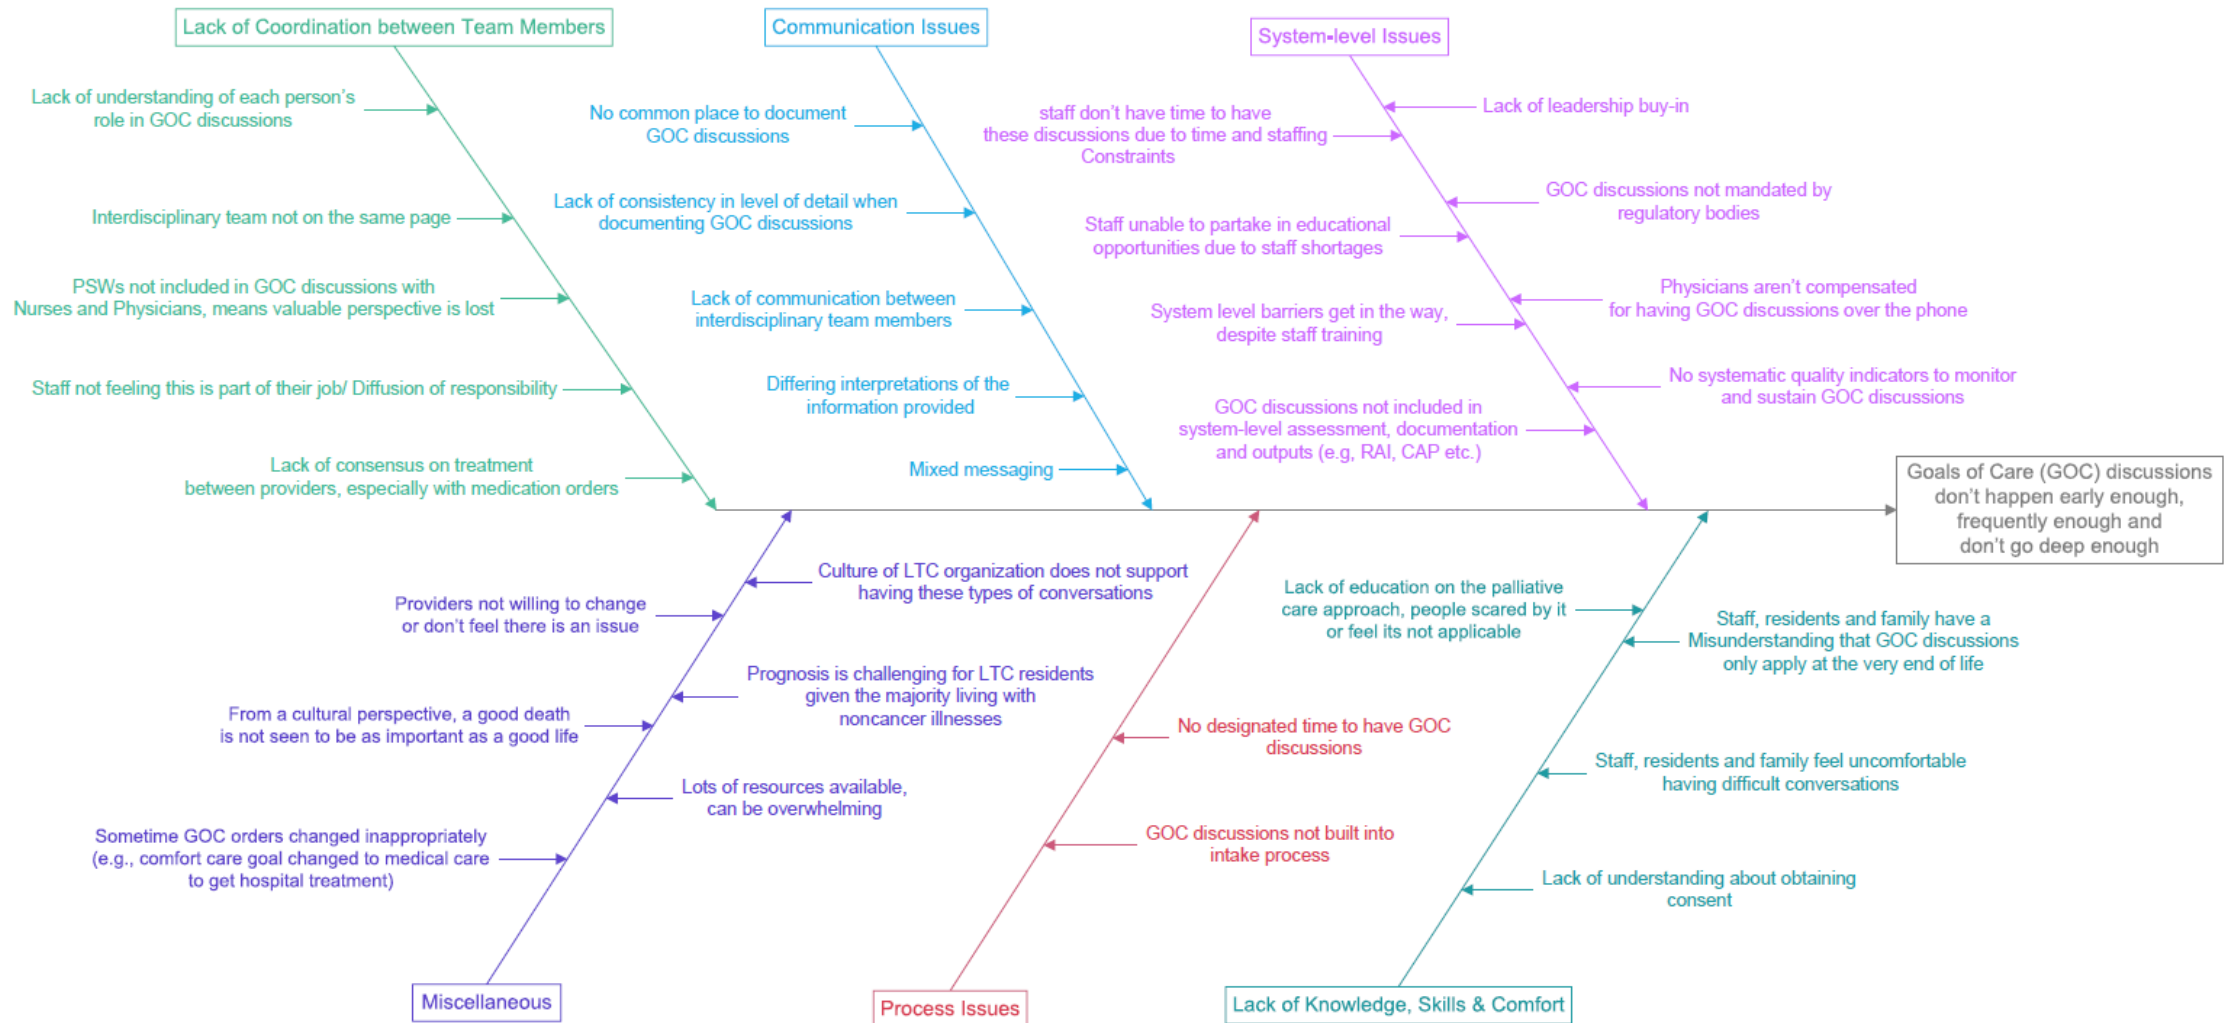 Lack of Coordination between Team Members
Lack of understanding of each person's
role in GOC discussions
Interdisciplinary team not on the same page
PSWs not included in GOC discussions with
Nurses and Physicians, means valuable perspective is lost
Staff not feeling this is part of their job/ Diffusion of responsibility
Lack of consensus on treatment
between providers, especially with medication orders
Communication Issues
No common place to document
GOC discussions
Lack of consistency in level of detail when
documenting GOC discussions
Lack of communication between
interdisciplinary team members
Differing interpretations of the
information provided
Mixed messaging
System-level Issues
staff don't have time to have
these discussions due to time and staffing
Constraints
Staff unable to partake in educational
opportunities due to staff shortages
System level barriers get in the way,
despite staff training
GOC discussions not included in
system-level assessment, documentation
and outputs (e.g, RAI, CAP etc.)
Lack of leadership buy-in
GOC discussions not mandated by
regulatory bodies
Physicians aren't compensated
for having GOC discussions over the phone
No systematic quality indicators to monitor
and sustain GOC discussions
Goals of Care (GOC) discussions
don't happen early enough,
frequently enough and
don't go deep enough
Providers not willing to change
or don't feel there is an issue
From a cultural perspective, a good death
is not seen to be as important as a good life
Sometime GOC orders changed inappropriately
(e.g., comfort care goal changed to medical care
to get hospital treatment)
Culture of LTC organization does not support
having these types of conversations
Prognosis is challenging for LTC residents
given the majority living with
noncancer illnesses
Lots of resources available,
can be overwhelming
Miscellaneous
No designated time to have GOC
discussions
GOC discussions not built into
intake process
Process Issues
Lack of education on the palliative
care approach, people scared by it
or feel its not applicable
Staff, residents and family have a
Misunderstanding that GOC discussions
only apply at the very end of life
Staff, residents and family feel uncomfortable
having difficult conversations
Lack of understanding about obtaining
consent
Lack of Knowledge, Skills & Comfort